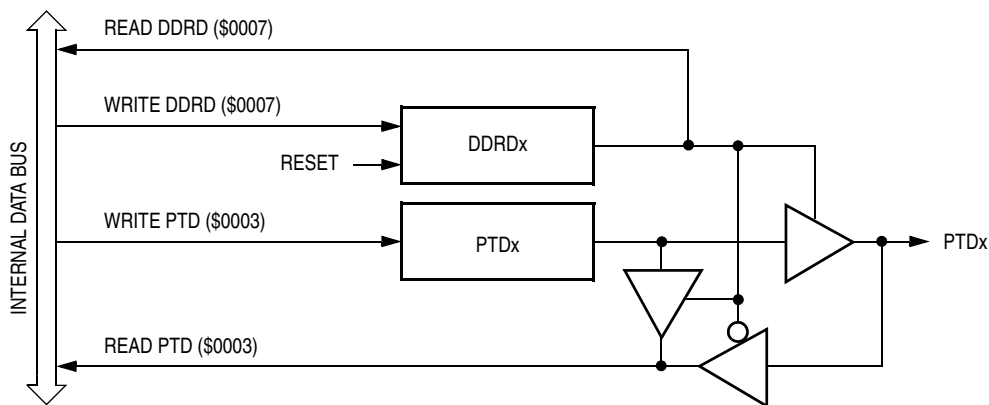 READ DDRD ($0007)
WRITE DDRD ($0007)
DDRDx
RESET
INTERNAL DATA BUS
WRITE PTD ($0003)
PTDx
PTDx
READ PTD ($0003)